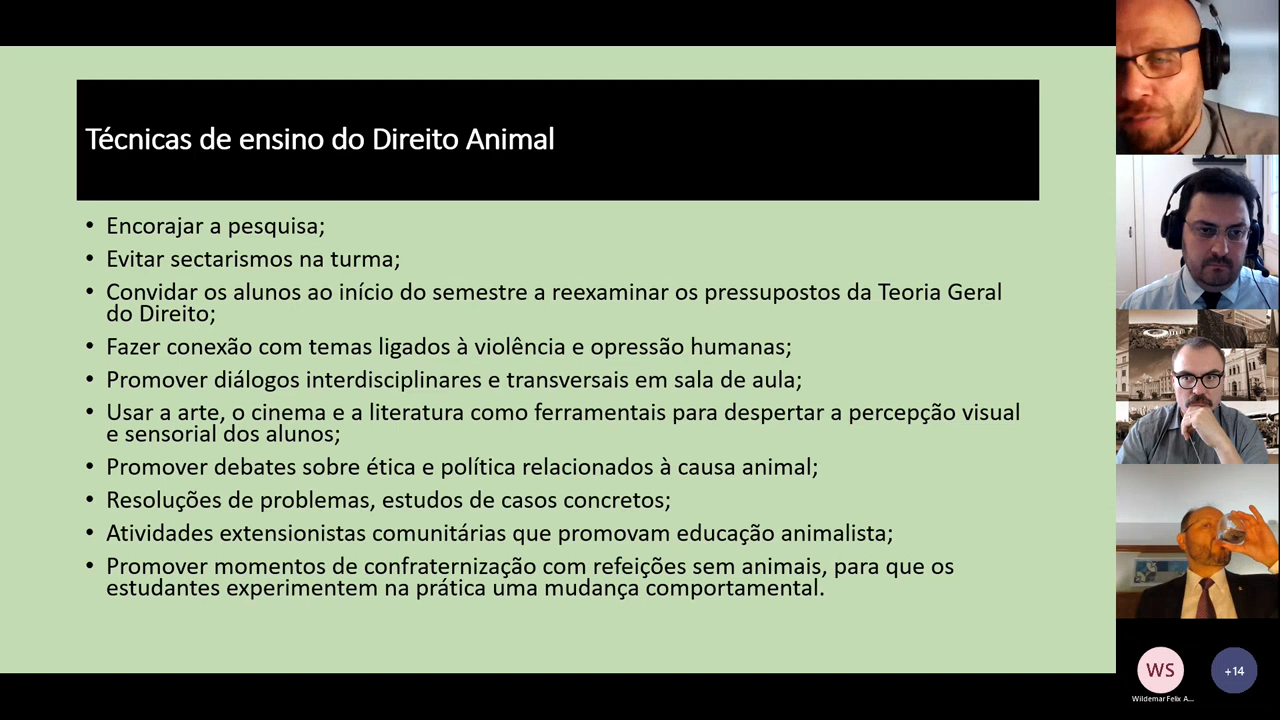 Técnicas de ensino do Direito Animal
• Encorajar a pesquisa;
• Evitar sectarismos na turma;
• Convidar os alunos ao início do semestre a reexaminar os pressupostos da Teoria Geral
do Direito;
• Fazer conexão com temas ligados à violência e opressão humanas;
• Promover diálogos interdisciplinares e transversais em sala de aula;
• Usar a arte, o cinema e a literatura como ferramentais para despertar a percepção visual
e sensorial dos alunos;
• Promover debates sobre ética e política relacionados à causa animal;
• Resoluções de problemas, estudos de casos concretos;
• Atividades extensionistas comunitárias que promovam educação animalista;
• Promover momentos de confraternização com refeições sem animais, para que os
estudantes experimentem na prática uma mudança comportamental.
WS
+14
Wildemar Felix A...